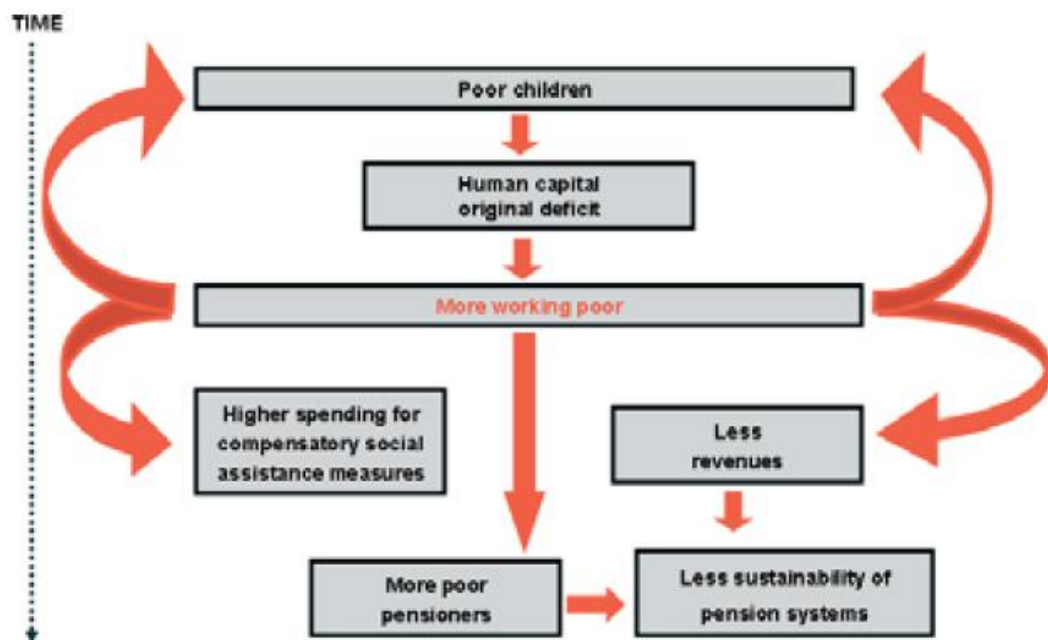 TIME
Poor children
Human capital
original deficit
More working poor
Higher spending for
compensatory social
assistance measures
Less
revenues
More poor
pensioners
Less sustainability of
pension systems